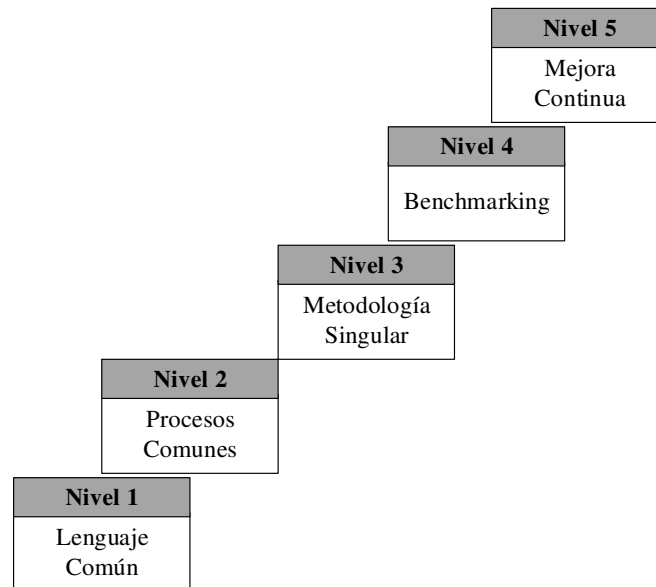 Nivel 5
Mejora
Continua
Nivel 4
Benchmarking
Nivel 3
Metodología
Singular
Nivel 2
Procesos
Comunes
Nivel 1
Lenguaje
Común